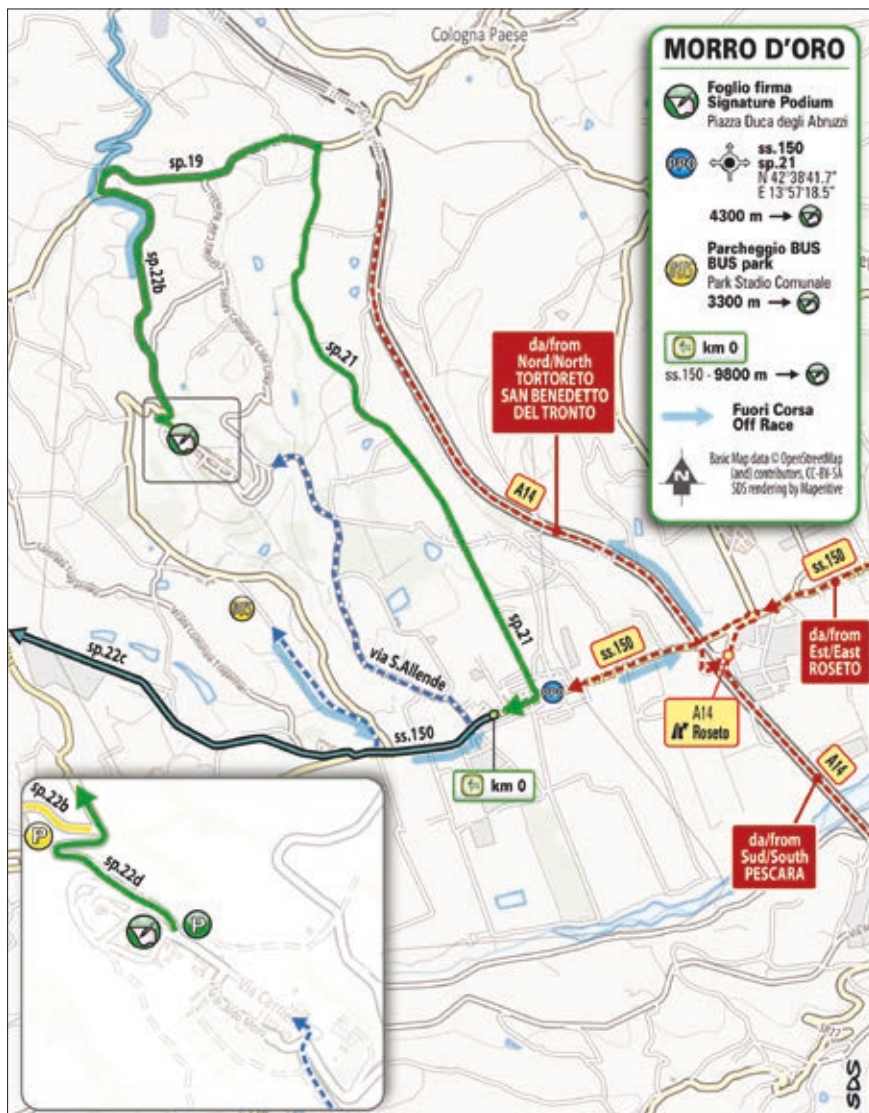 Cologna Paese
MORRO D'ORO
Foglio firma
Signature Podium
Piazza Duca degli Abruzzi
PPO
ss.150
sp.21
N 42°38'41.7"
E 13°57'18.5"
4300 m
BUS
Parcheggio BUS
BUS park
Park Stadio Comunale
3300 m
km 0
ss.150 - 9800 m
Fuori Corsa
Off Race
N
Basic Map data © OpenStreetMap
(and) contributors, CC-BY-SA
SDS rendering by Maperitive
sp.19
sp.22b
sp.21
da/from
Nord/North
TORTORETO
SAN BENEDETTO
DEL TRONTO
A14
ss.150
BUS
sp.21
via S.Allende
sp.22c
ss.150
PPO
da/from
Est/East
ROSETO
A14
Roseto
ss.150
km 0
A14
da/from
Sud/South
PESCARA
sp.22b
P
sp.22d
P
SDS